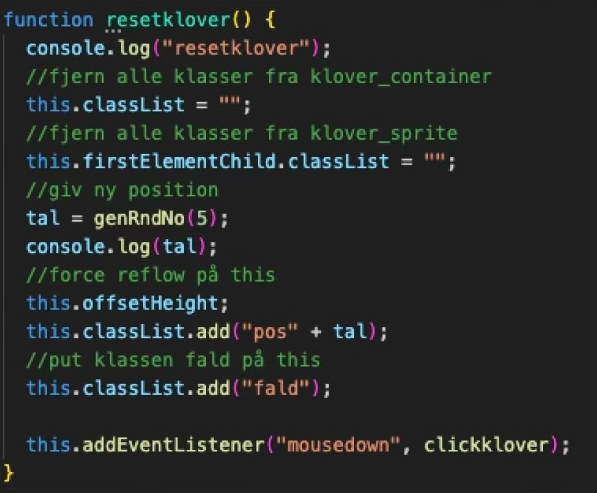 function resetklover() {
console.log("resetklover");
//fjern alle klasser fra klover_container
this.classList = "";
//fjern alle klasser fra klover_sprite
this.firstElementChild.classList = "";
//giv ny position
tal = genRndNo(5);
console.log(tal);
//force reflow på this
this.offsetHeight;
this.classList.add("pos" + tal);
//put klassen fald på this
this.classList.add("fald");
this.addEventListener("mousedown", clickklover);
}